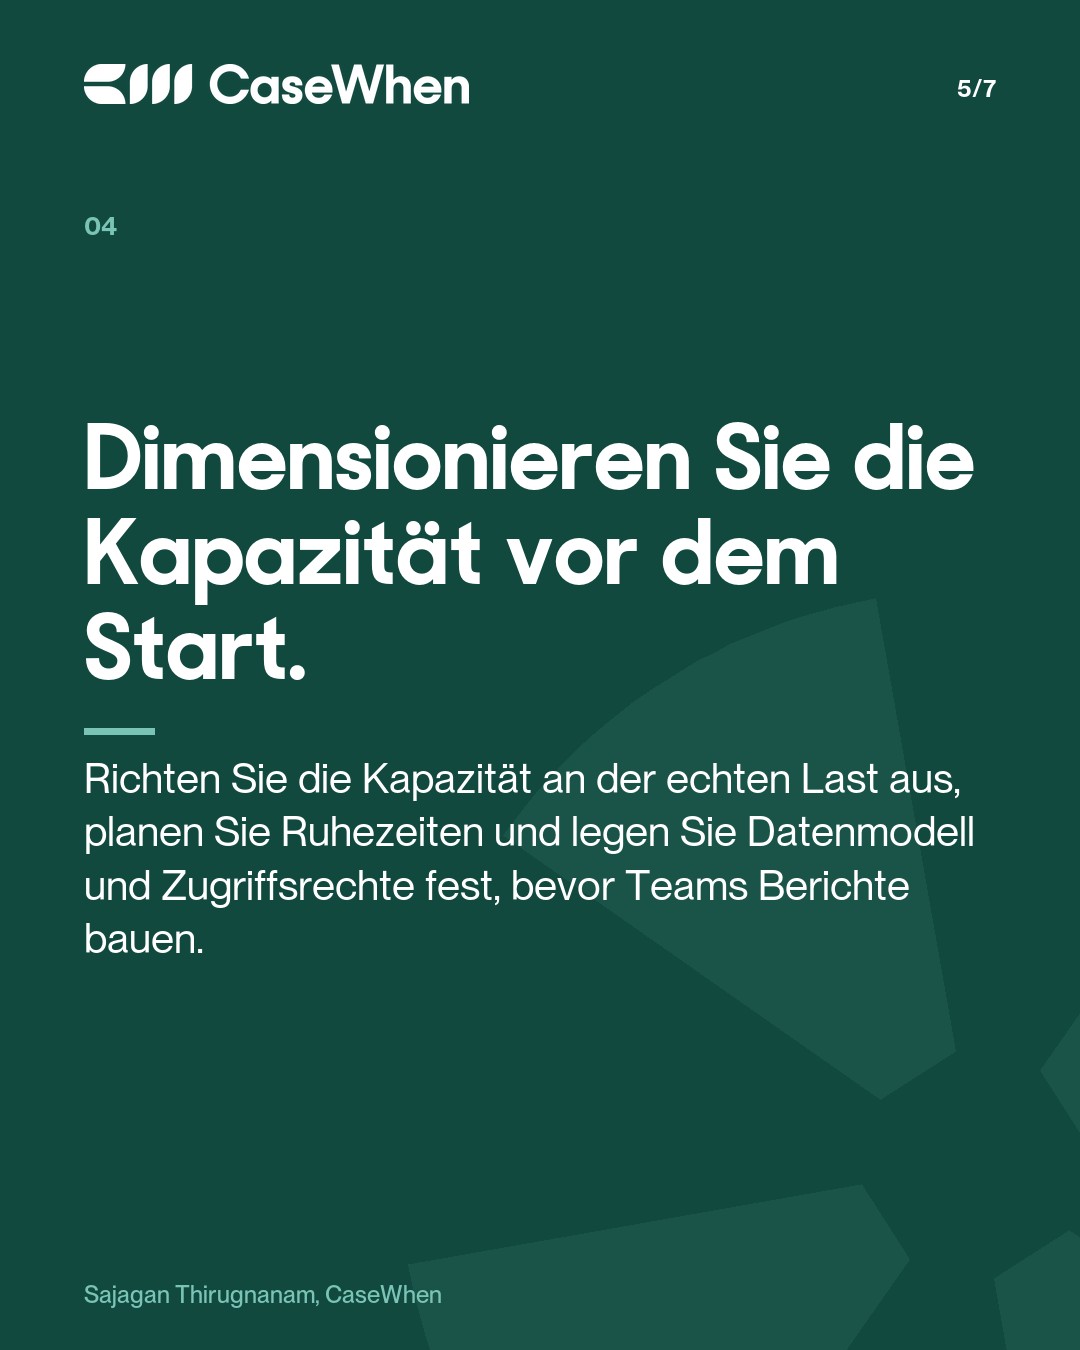 CaseWhen
5/7
04
Dimensionieren Sie die
Kapazität vor dem
Start.
Richten Sie die Kapazität an der echten Last aus,
planen Sie Ruhezeiten und legen Sie Datenmodell
und Zugriffsrechte fest, bevor Teams Berichte
bauen.
Sajagan Thirugnanam, CaseWhen